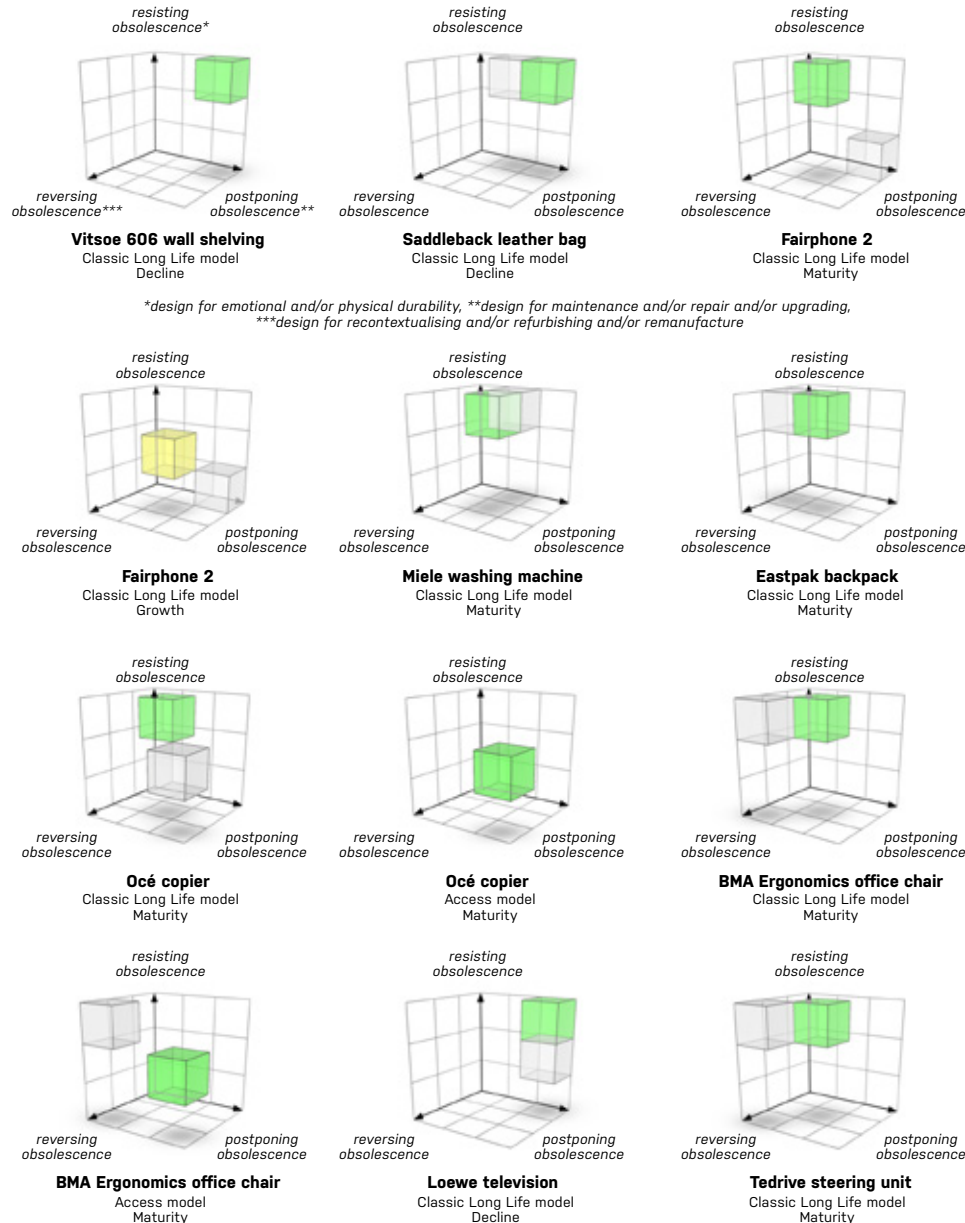 resisting
obsolescence*
resisting
obsolescence
resisting
obsolescence
reversing
obsolescence***
postponing
obsolescence**
reversing
obsolescence
postponing
obsolescence
reversing
obsolescence
postponing
obsolescence
Vitsoe 606 wall shelving
Classic Long Life model
Decline
Saddleback leather bag
Classic Long Life model
Decline
Fairphone 2
Classic Long Life model
Maturity
*design for emotional and/or physical durability, **design for maintenance and/or repair and/or upgrading,
***design for recontextualising and/or refurbishing and/or remanufacture
resisting
obsolescence
resisting
obsolescence
resisting
obsolescence
reversing
obsolescence
postponing
obsolescence
reversing
obsolescence
postponing
obsolescence
reversing
obsolescence
postponing
obsolescence
Fairphone 2
Classic Long Life model
Growth
Miele washing machine
Classic Long Life model
Maturity
Eastpak backpack
Classic Long Life model
Maturity
resisting
obsolescence
resisting
obsolescence
resisting
obsolescence
reversing
obsolescence
postponing
obsolescence
reversing
obsolescence
postponing
obsolescence
reversing
obsolescence
postponing
obsolescence
Océ copier
Classic Long Life model
Maturity
Océ copier
Access model
Maturity
BMA Ergonomics office chair
Classic Long Life model
Maturity
resisting
obsolescence
resisting
obsolescence
resisting
obsolescence
reversing
obsolescence
postponing
obsolescence
reversing
obsolescence
postponing
obsolescence
reversing
obsolescence
postponing
obsolescence
BMA Ergonomics office chair
Access model
Maturity
Loewe television
Classic Long Life model
Decline
Tedrive steering unit
Classic Long Life model
Maturity